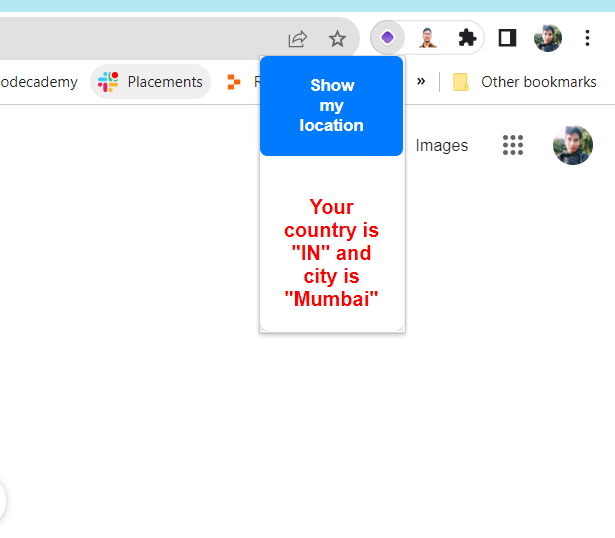 odecademy Placements » Other bookmarks
Show
my
location
Images
Your
country is
"IN" and
city is
"Mumbai"